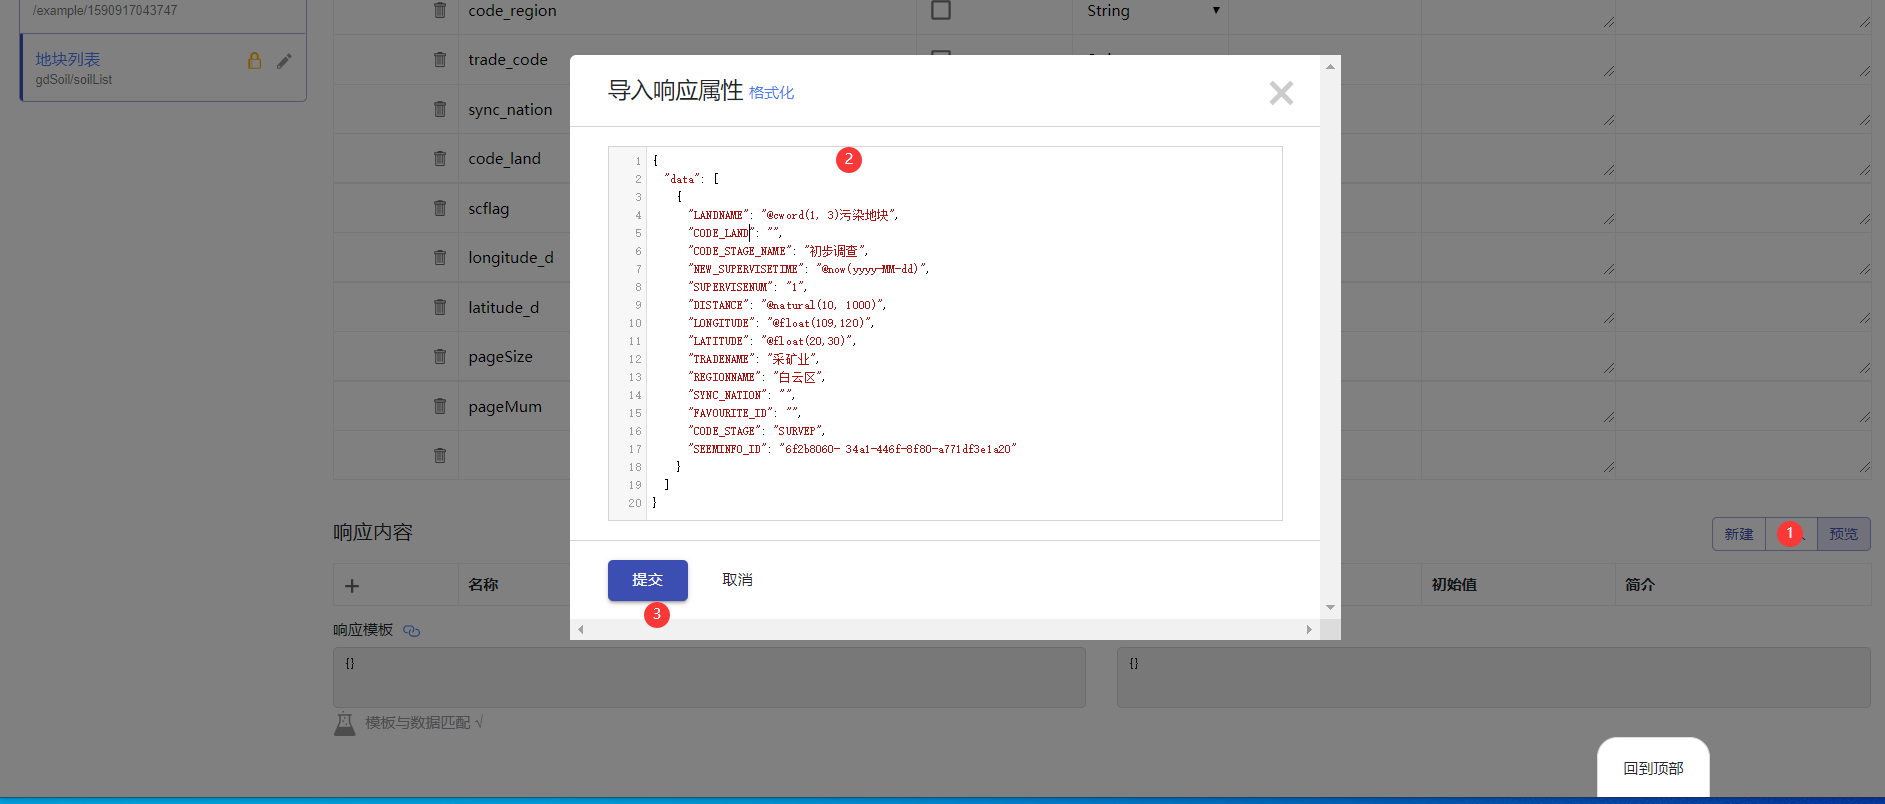 /example/1590917043747
地块列表
gdSoil/soilList
code_region
String
trade_code
sync_nation
code_land
scflag
longitude_d
latitude_d
pageSize
pageMum
导入响应属性 格式化
2
1 {
2 "data": [
3 {
4 "LANDNAME": "@cword(1, 3)污染地块",
5 "CODE_LAND": "",
6 "CODE_STAGE_NAME": "初步调查",
7 "NEW_SUPERVISETIME": "@now(yyyy-MM-dd)",
8 "SUPERVISENUM": "1",
9 "DISTANCE": "@natural(10, 1000)",
10 "LONGITUDE": "@float(109,120)",
11 "LATITUDE": "@float(20,30)",
12 "TRADENAME": "采矿业",
13 "REGIONNAME": "白云区",
14 "SYNC_NATION": "",
15 "FAVOURITE_ID": "",
16 "CODE_STAGE": "SURVEP",
17 "SEEMINFO_ID": "6f2b8060- 34a1-446f-8f80-a771df3e1a20"
18 }
19 ]
20 }
提交 取消
3
响应内容
新建 1 预览
名称 初始值 简介
响应模板
{} {}
模板与数据匹配 √
回到顶部